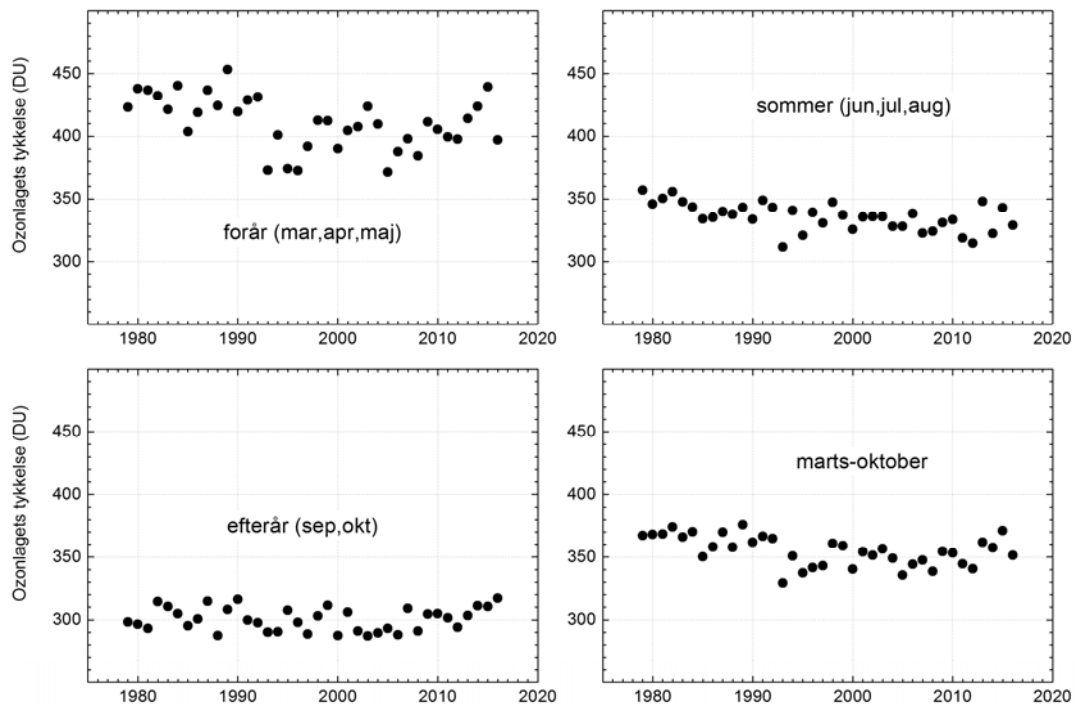 Ozonlagets tykkelse (DU)
450
400
350
300
forår (mar,apr,maj)
1980 1990 2000 2010 2020
450
400
350
300
sommer (jun,jul,aug)
1980 1990 2000 2010 2020
Ozonlagets tykkelse (DU)
450
400
350
300
efterår (sep,okt)
1980 1990 2000 2010 2020
450
400
350
300
marts-oktober
1980 1990 2000 2010 2020